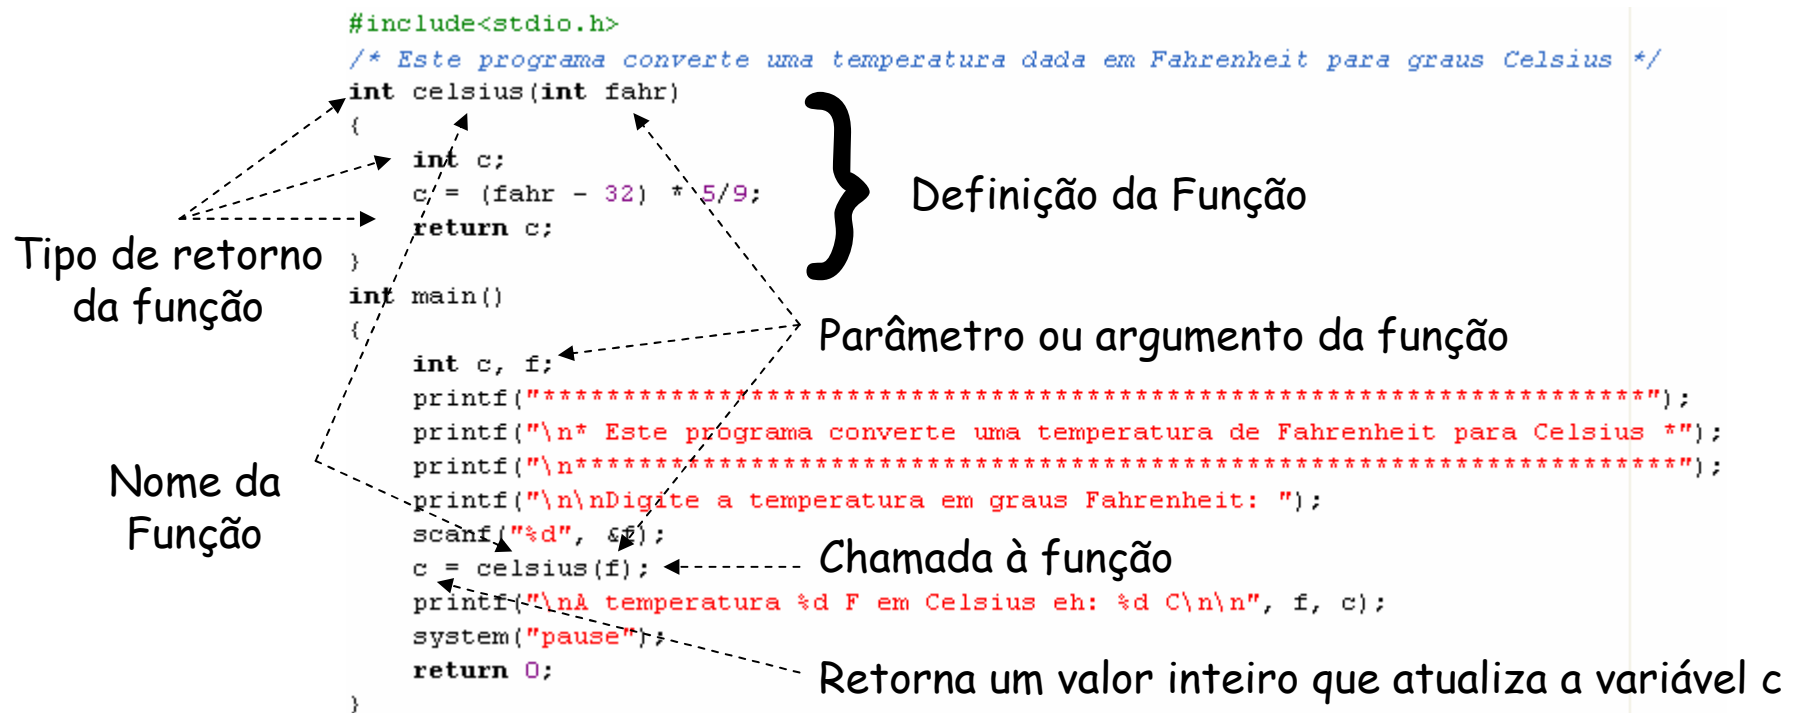 #include<stdio.h>
/* Este programa converte uma temperatura dada em Fahrenheit para graus Celsius */
int celsius(int fahr)
{
int c;
c = (fahr - 32) * 5/9;
return c;
}
Definição da Função
Tipo de retorno
da função
int main()
{
Parâmetro ou argumento da função
int c, f;
printf("*********************************************************************");
printf("\n* Este programa converte uma temperatura de Fahrenheit para Celsius *");
printf("\n*********************************************************************");
printf("\n\nDigite a temperatura em graus Fahrenheit: ");
scanf("%d", &f);
Nome da
Função
c = celsius(f);
Chamada à função
printf("\nA temperatura %d F em Celsius eh: %d C\n\n", f, c);
system("pause");
return 0;
}
Retorna um valor inteiro que atualiza a variável c